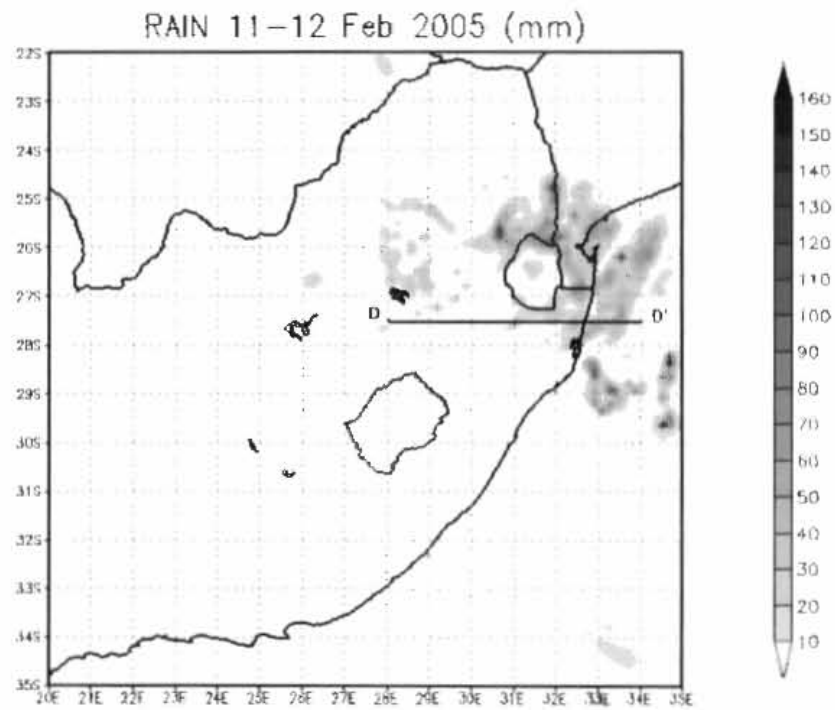 RAIN 11-12 Feb 2005 (mm)
22S
23S
24S
25S
26S
27S
28S
29S
30S
31S
32S
33S
34S
35S
20E 21E 22E 23E 24E 25E 26E 27E 28E 29E 30E 31E 32E 33E 34E 35E
D D'
160
150
140
130
120
110
100
90
80
70
60
50
40
30
20
10